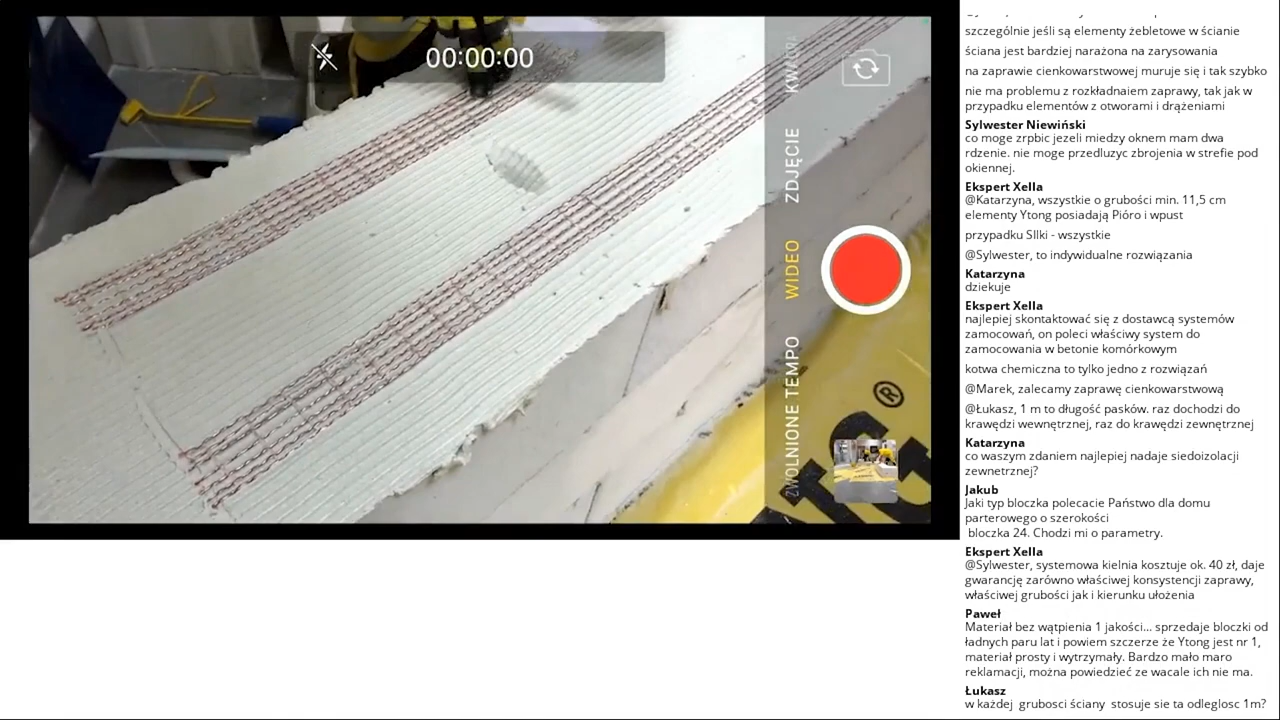 00:00:00
KWADRA
ZDJĘCIE
WIDEO
ZWOLNIONE TEMPO
®
szczególnie jeśli są elementy żebletowe w ścianie
ściana jest bardziej narażona na zarysowania
na zaprawie cienkowarstwowej muruje się i tak szybko
nie ma problemu z rozkładnaiem zaprawy, tak jak w
przypadku elementów z otworami i drążeniami
Sylwester Niewiński
co moge zrpbic jezeli miedzy oknem mam dwa
rdzenie. nie moge przedluzyc zbrojenia w strefie pod
okiennej.
Ekspert Xella
@Katarzyna, wszystkie o grubości min. 11,5 cm
elementy Ytong posiadają Pióro i wpust
przypadku SIlki - wszystkie
@Sylwester, to indywidualne rozwiązania
Katarzyna
dziekuje
Ekspert Xella
najlepiej skontaktować się z dostawcą systemów
zamocowań, on poleci właściwy system do
zamocowania w betonie komórkowym
kotwa chemiczna to tylko jedno z rozwiązań
@Marek, zalecamy zaprawę cienkowarstwową
@Łukasz, 1 m to długość pasków. raz dochodzi do
krawędzi wewnętrznej, raz do krawędzi zewnętrznej
Katarzyna
co waszym zdaniem najlepiej nadaje siedoizolacji
zewnetrznej?
Jakub
Jaki typ bloczka polecacie Państwo dla domu
parterowego o szerokości
bloczka 24. Chodzi mi o parametry.
Ekspert Xella
@Sylwester, systemowa kielnia kosztuje ok. 40 zł, daje
gwarancję zarówno właściwej konsystencji zaprawy,
właściwej grubości jak i kierunku ułożenia
Paweł
Materiał bez wątpienia 1 jakości... sprzedaje bloczki od
ładnych paru lat i powiem szczerze że Ytong jest nr 1,
materiał prosty i wytrzymały. Bardzo mało maro
reklamacji, można powiedzieć ze wacale ich nie ma.
Łukasz
w każdej grubosci ściany stosuje sie ta odleglosc 1m?